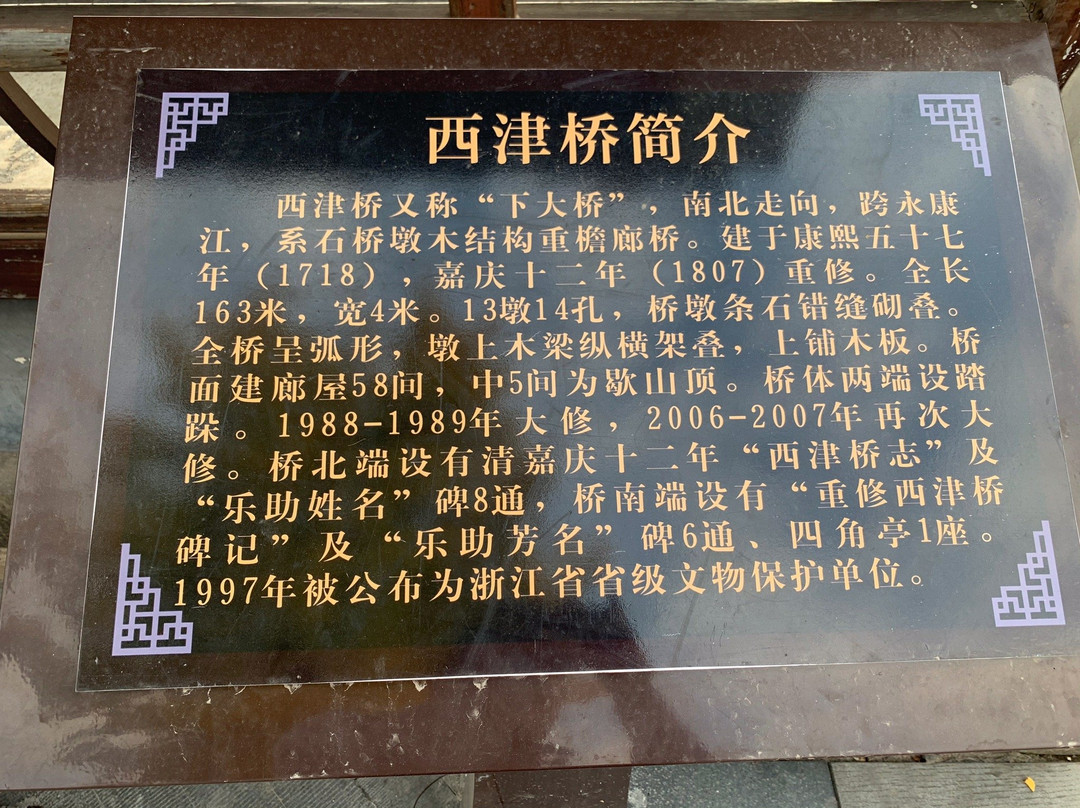 西津桥简介
西津桥又称“下大桥”，南北走向，跨永康
江，系石桥墩木结构重檐廊桥。建于康熙五十七
年（1718），嘉庆十二年（1807）重修。全长
163米，宽4米。13墩14孔，桥墩条石错缝砌叠。
全桥呈弧形，墩上木梁纵横架叠，上铺木板。桥
面建廊屋58间，中5间为歇山顶。桥体两端设踏
跺。1988-1989年大修，2006-2007年再次大
修。桥北端设有清嘉庆十二年“西津桥志”及
“乐助姓名”碑8通，桥南端设有“重修西津桥
碑记”及“乐助芳名”碑6通、四角亭1座。
1997年被公布为浙江省省级文物保护单位。